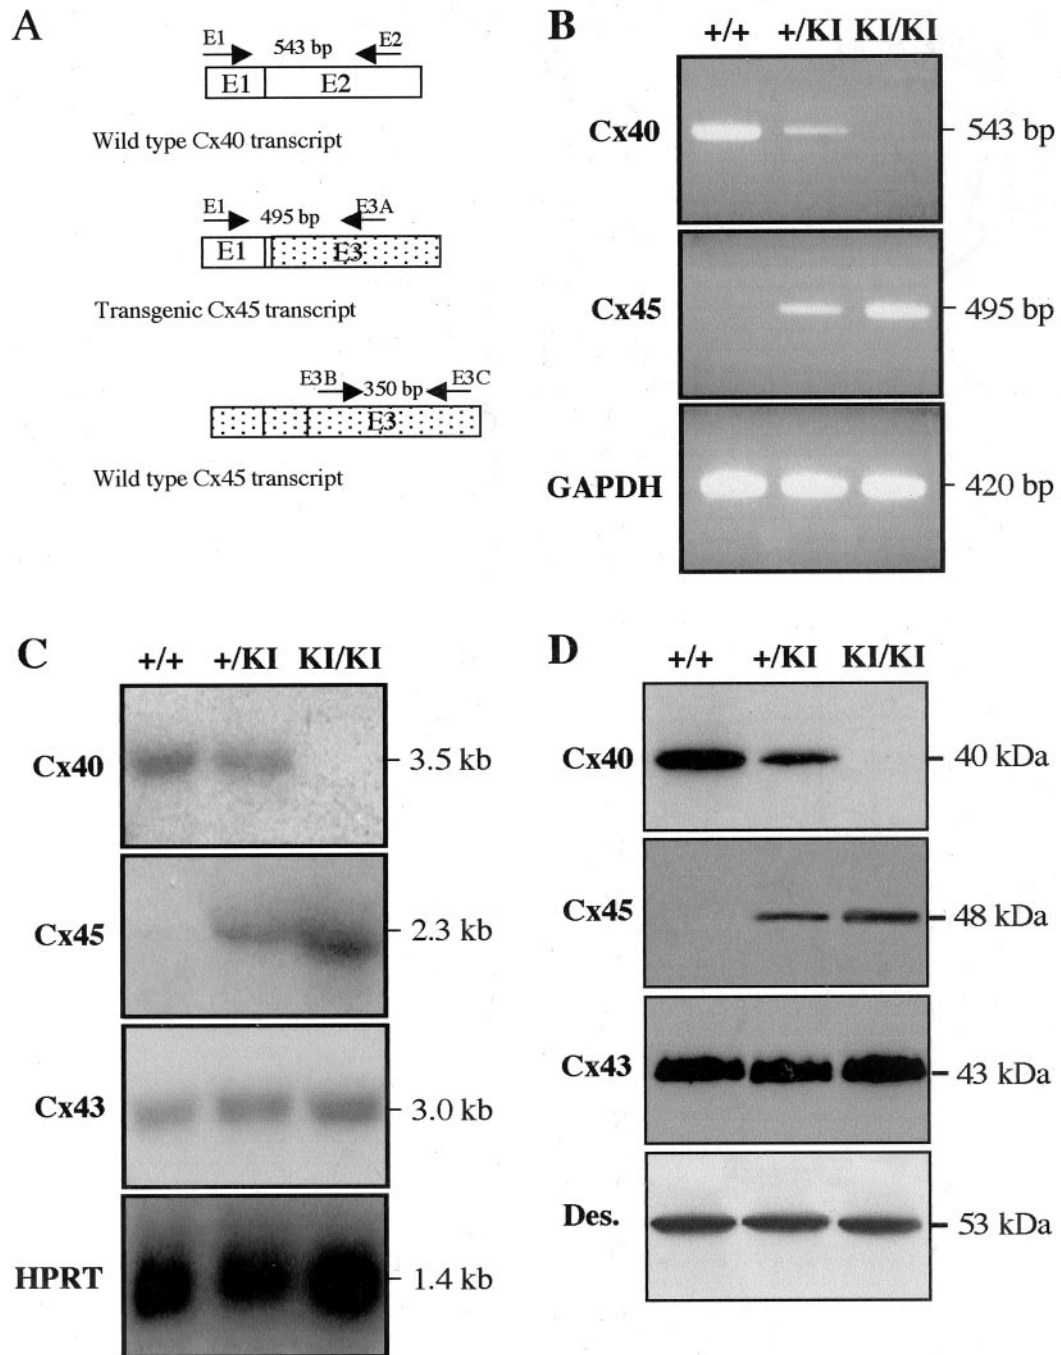 A
E1 543 bp E2
E1 E2
Wild type Cx40 transcript
E1 495 bp E3A
E1 E3
Transgenic Cx45 transcript
E3B 350 bp E3C
E3
Wild type Cx45 transcript
B
+/+ +/KI KI/KI
Cx40 543 bp
Cx45 495 bp
GAPDH 420 bp
C
+/+ +/KI KI/KI
Cx40 3.5 kb
Cx45 2.3 kb
Cx43 3.0 kb
HPRT 1.4 kb
D
+/+ +/KI KI/KI
Cx40 40 kDa
Cx45 48 kDa
Cx43 43 kDa
Des. 53 kDa